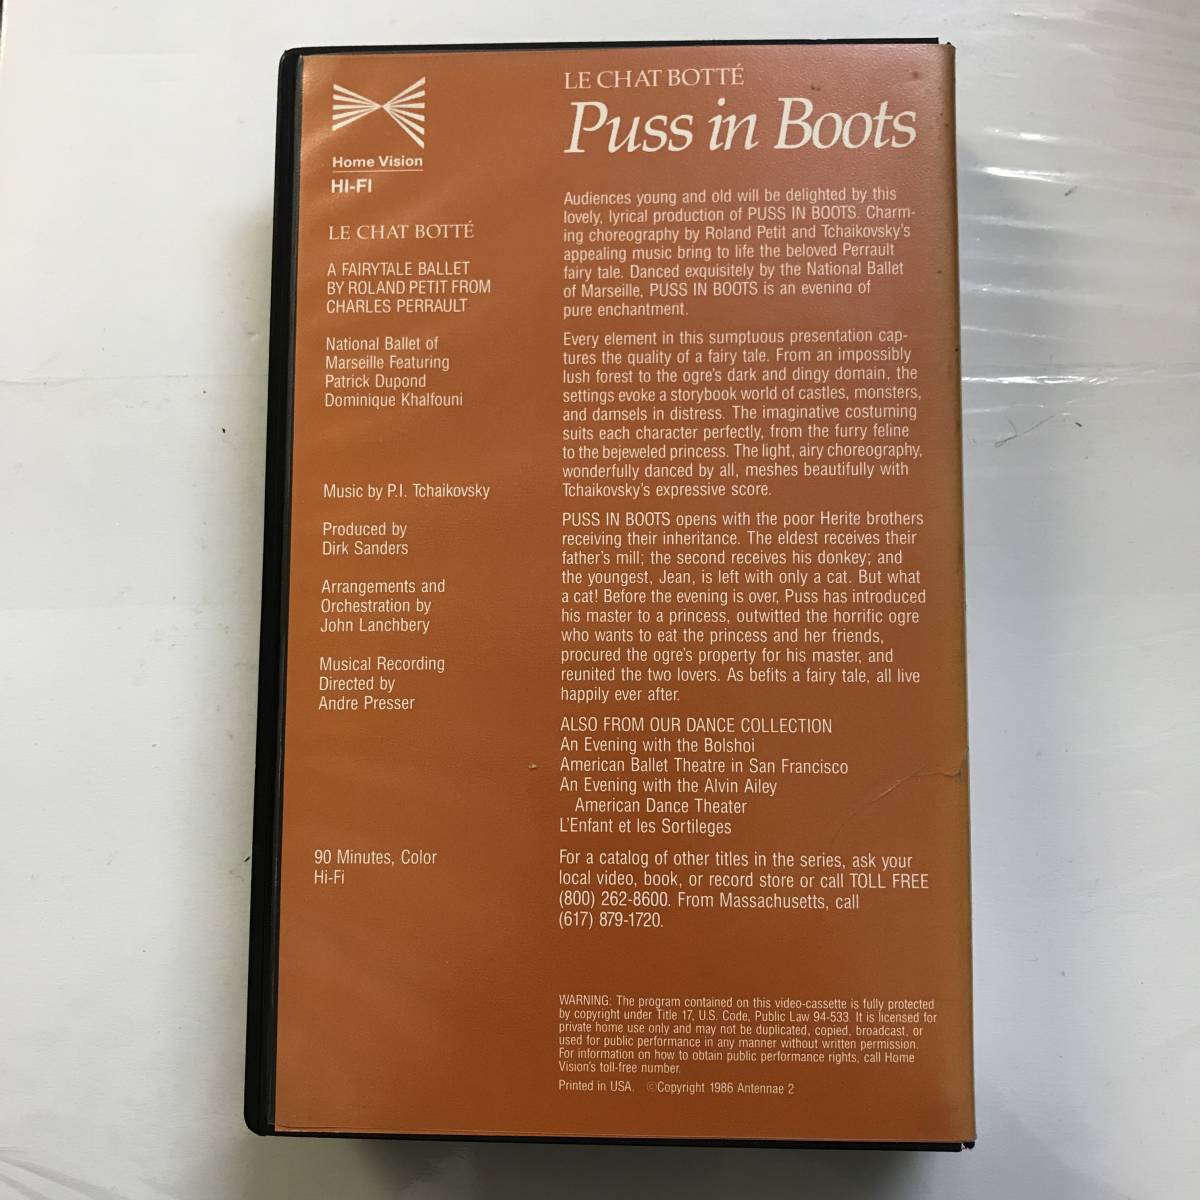 Home Vision
HI-FI
LE CHAT BOTTÉ
A FAIRYTALE BALLET
BY ROLAND PETIT FROM
CHARLES PERRAULT
National Ballet of
Marseille Featuring
Patrick Dupond
Dominique Khalfouni
Music by P.I. Tchaikovsky
Produced by
Dirk Sanders
Arrangements and
Orchestration by
John Lanchbery
Musical Recording
Directed by
Andre Presser
90 Minutes, Color
Hi-Fi
LE CHAT BOTTÉ
Puss in Boots
Audiences young and old will be delighted by this
lovely, lyrical production of PUSS IN BOOTS. Charm-
ing choreography by Roland Petit and Tchaikovsky's
appealing music bring to life the beloved Perrault
fairy tale. Danced exquisitely by the National Ballet
of Marseille, PUSS IN BOOTS is an evening of
pure enchantment.
Every element in this sumptuous presentation cap-
tures the quality of a fairy tale. From an impossibly
lush forest to the ogre's dark and dingy domain, the
settings evoke a storybook world of castles, monsters,
and damsels in distress. The imaginative costuming
suits each character perfectly, from the furry feline
to the bejeweled princess. The light, airy choreography,
wonderfully danced by all, meshes beautifully with
Tchaikovsky's expressive score.
PUSS IN BOOTS opens with the poor Herite brothers
receiving their inheritance. The eldest receives their
father's mill; the second receives his donkey; and
the youngest, Jean, is left with only a cat. But what
a cat! Before the evening is over, Puss has introduced
his master to a princess, outwitted the horrific ogre
who wants to eat the princess and her friends,
procured the ogre's property for his master, and
reunited the two lovers. As befits a fairy tale, all live
happily ever after.
ALSO FROM OUR DANCE COLLECTION
An Evening with the Bolshoi
American Ballet Theatre in San Francisco
An Evening with the Alvin Ailey
American Dance Theater
L'Enfant et les Sortileges
For a catalog of other titles in the series, ask your
local video, book, or record store or call TOLL FREE
(800) 262-8600. From Massachusetts, call
(617) 879-1720.
WARNING: The program contained on this video-cassette is fully protected
by copyright under Title 17, U.S. Code, Public Law 94-533. It is licensed for
private home use only and may not be duplicated, copied, broadcast, or
used for public performance in any manner without written permission.
For information on how to obtain public performance rights, call Home
Vision's toll-free number.
Printed in USA. ©Copyright 1986 Antennae 2